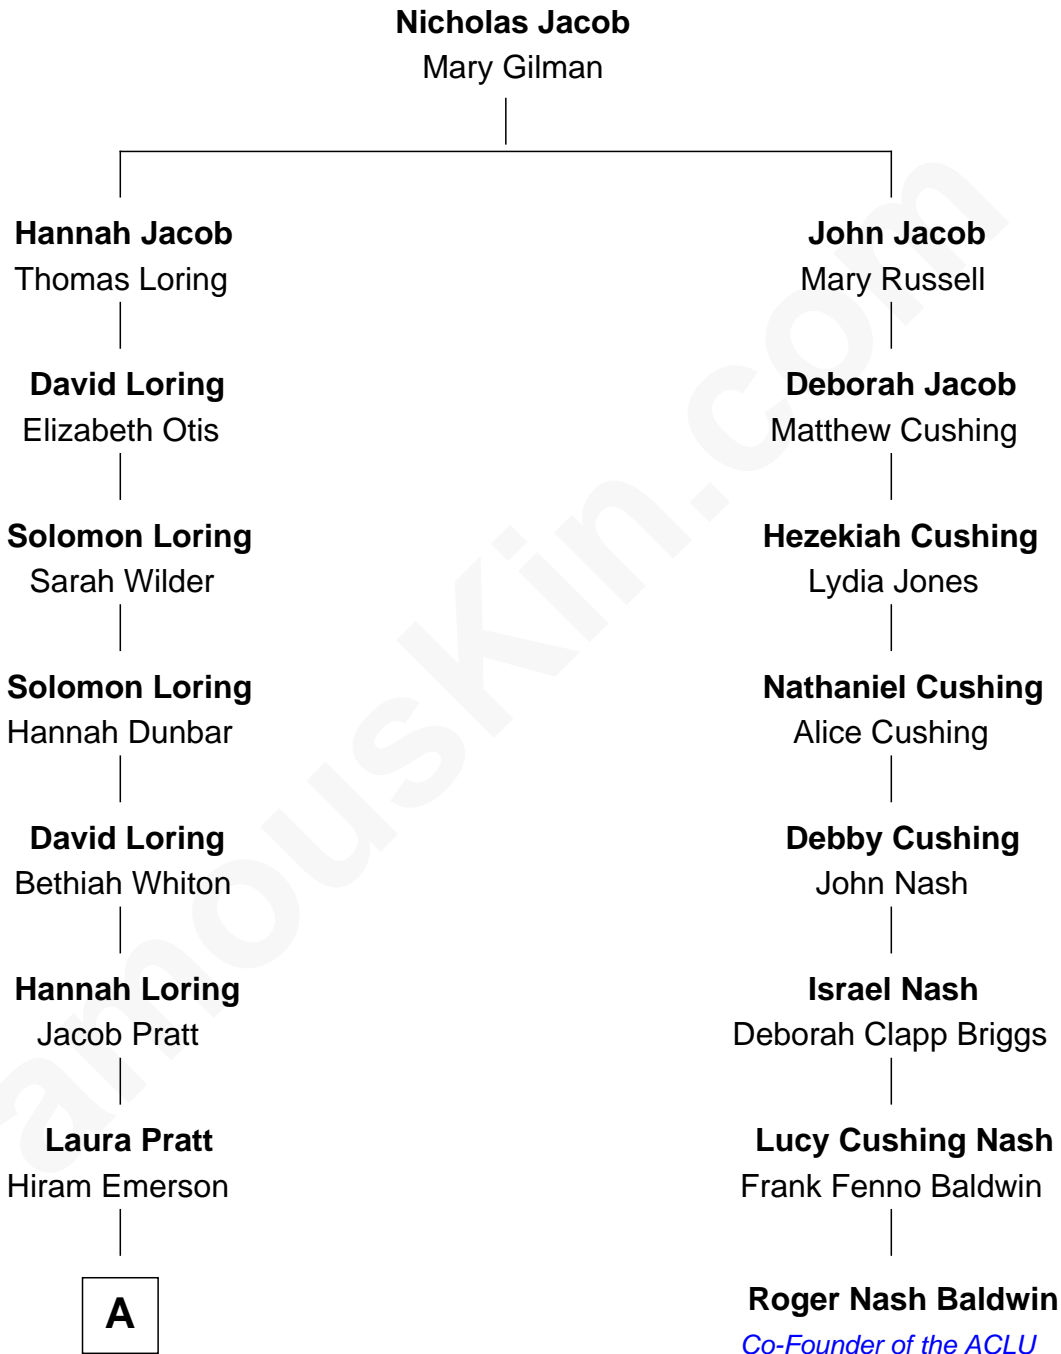 Nicholas Jacob
Mary Gilman
Hannah Jacob
Thomas Loring
John Jacob
Mary Russell
David Loring
Elizabeth Otis
Deborah Jacob
Matthew Cushing
Solomon Loring
Sarah Wilder
Hezekiah Cushing
Lydia Jones
Solomon Loring
Hannah Dunbar
Nathaniel Cushing
Alice Cushing
David Loring
Bethiah Whiton
Debby Cushing
John Nash
Hannah Loring
Jacob Pratt
Israel Nash
Deborah Clapp Briggs
Laura Pratt
Hiram Emerson
Lucy Cushing Nash
Frank Fenno Baldwin
A
Roger Nash Baldwin
Co-Founder of the ACLU
amousKin.com